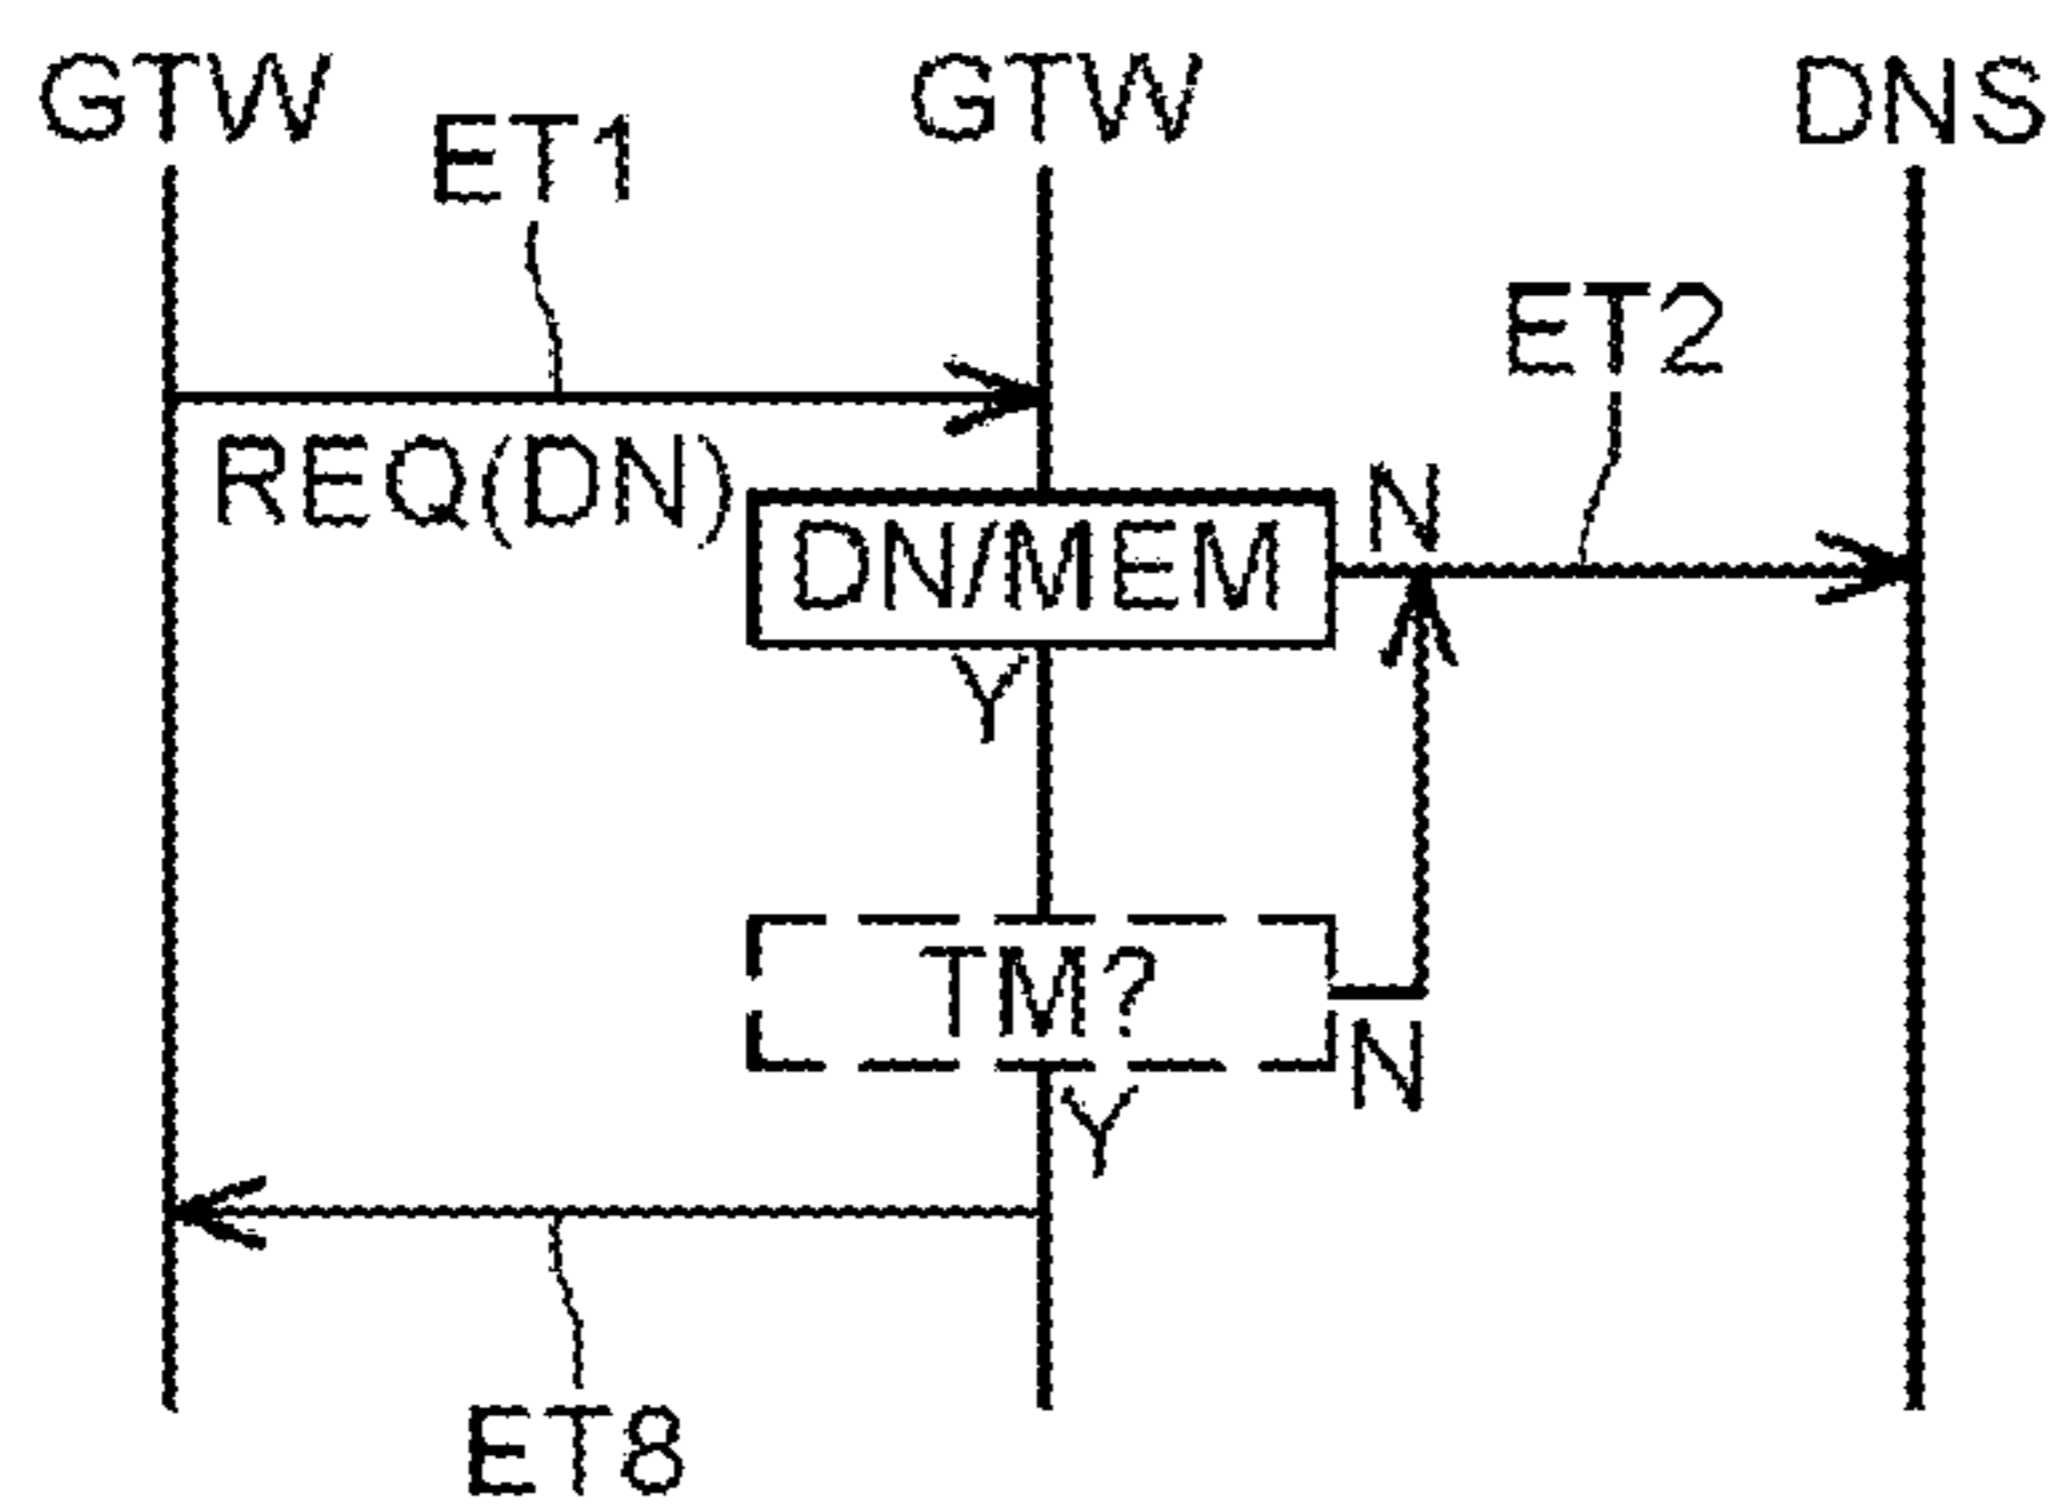 GTW GTW DNS
ET1
ET2
REQ(DN)
DN/MEM N
Y
TM?
N
Y
ET8